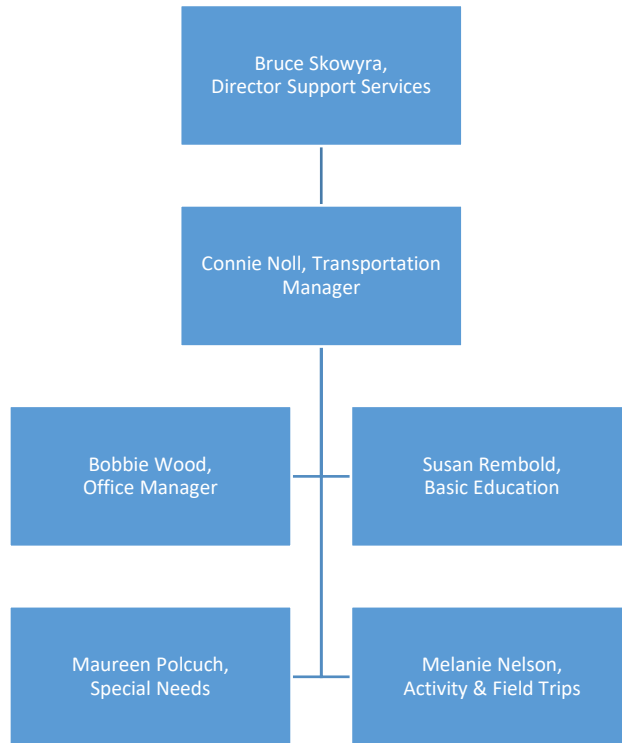 Bruce Skowyra,
Director Support Services
Connie Noll, Transportation
Manager
Bobbie Wood,
Office Manager
Susan Rembold,
Basic Education
Maureen Polcuch,
Special Needs
Melanie Nelson,
Activity & Field Trips